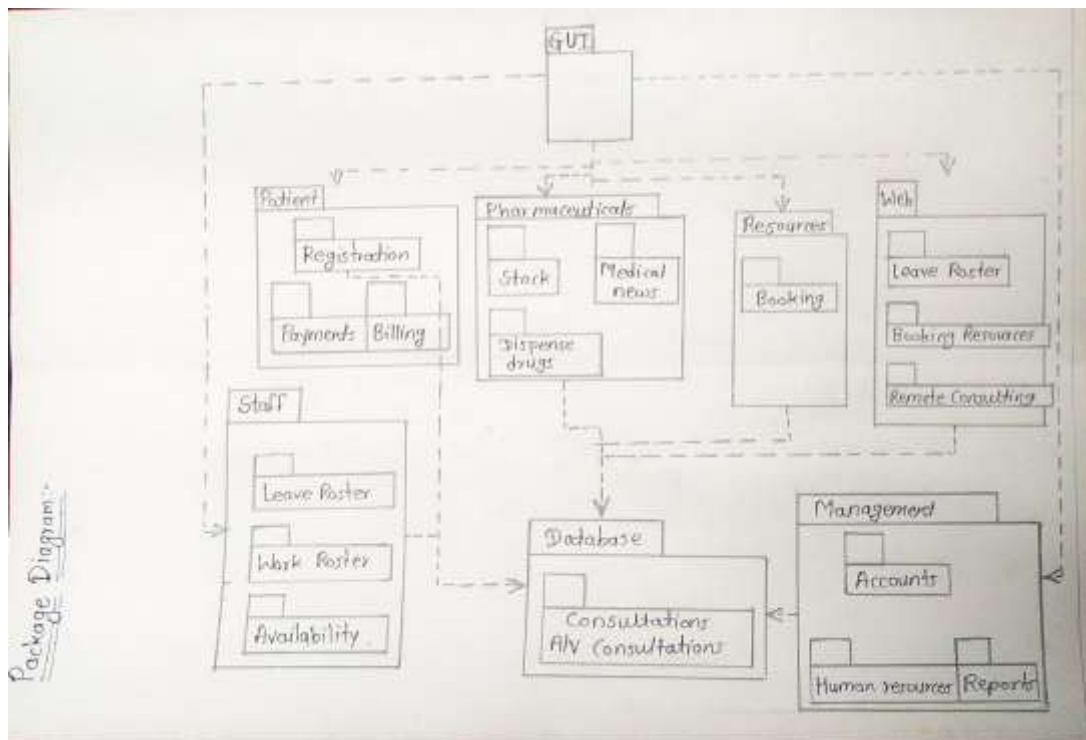 GUI
Patient
Registration
Payments
Billing
Pharmaceuticals
Stock
Medical
news
Dispense
drugs
Resources
Booking
Web
Leave Roster
Booking Resources
Remote Consulting
Staff
Leave Roster
Work Roster
Availability
Database
Consultations
A/V Consultations
Management
Accounts
Human resources
Reports
Package Diagram:-